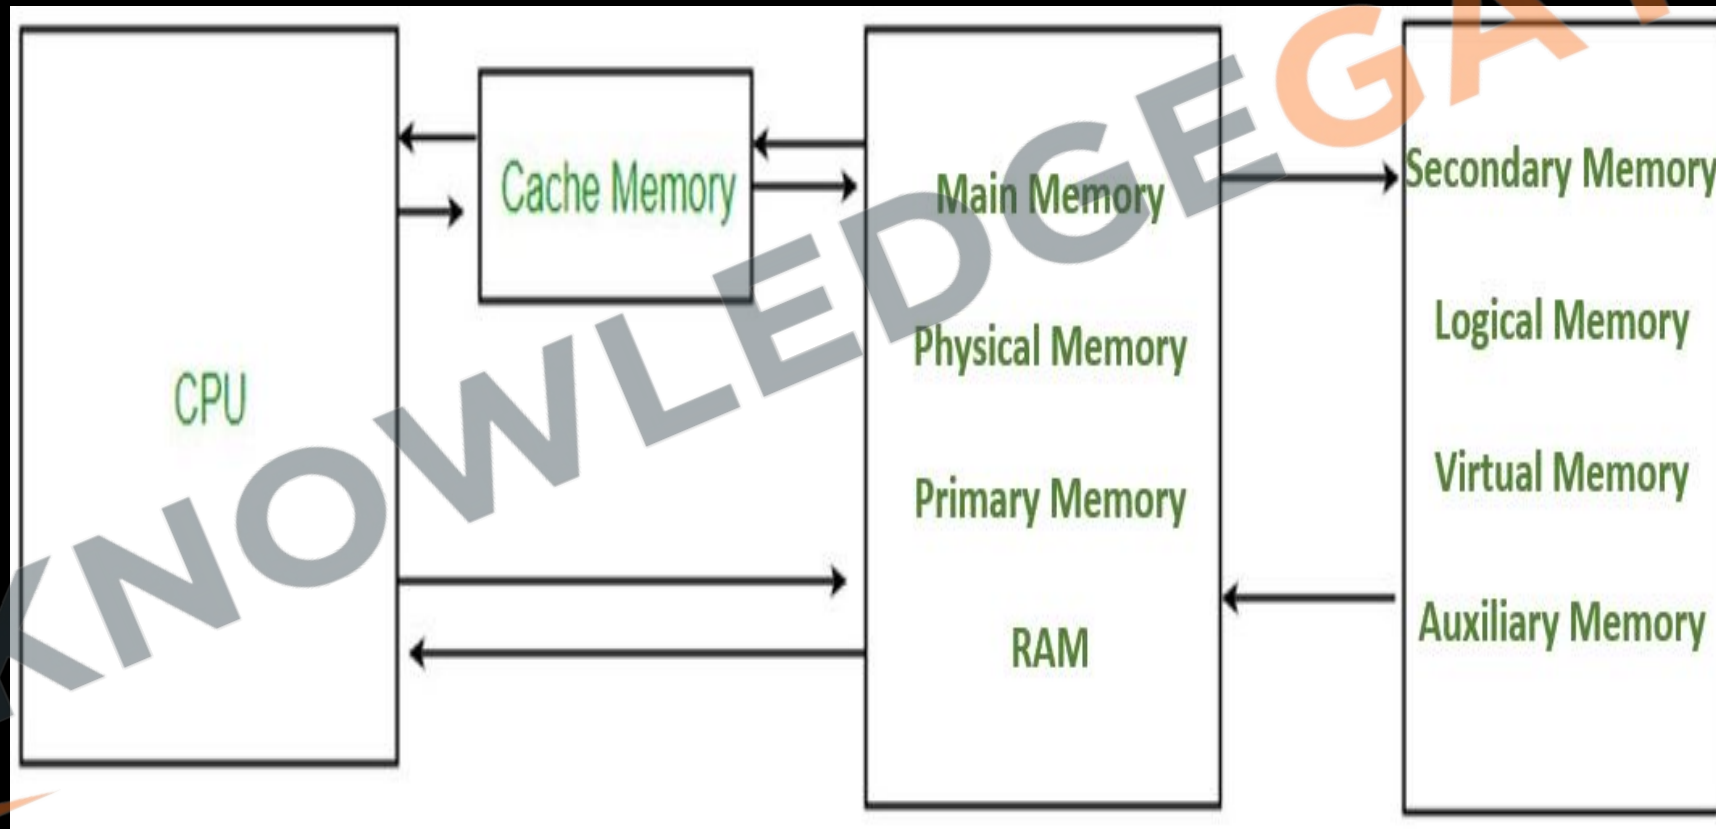 CPU
Cache Memory
Main Memory
Physical Memory
Primary Memory
RAM
Secondary Memory
Logical Memory
Virtual Memory
Auxiliary Memory
KNOWLEDGEGA